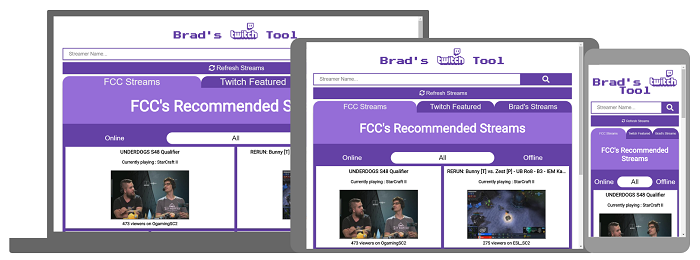 Brad's twitch Tool
Streamer Name...
Refresh Streams
FCC Streams
Twitch Featured
FCC's Recommended Streams
Online
All
UNDERDOGS S48 Qualifier
Currently playing : StarCraft II
473 viewers on OgamingSC2
RERUN: Bunny [T]
Currently
Brad's twitch Tool
Streamer Name...
Refresh Streams
FCC Streams
Twitch Featured
Brad's Streams
FCC's Recommended Streams
Online
All
Offline
UNDERDOGS S48 Qualifier
Currently playing : StarCraft II
473 viewers on OgamingSC2
RERUN: Bunny [T] vs. Zest [P] - UB Ro8 - B3 - IEM Ka...
Currently playing : StarCraft II
275 viewers on ESL_SC2
Brad's twitch
Tool
Streamer Name...
Refresh Streams
FCC Streams
Twitch Featured
Brad's Streams
FCC's Recommended
Streams
Online
All
Offline
UNDERDOGS S48 Qualifier
Currently playing : StarCraft II